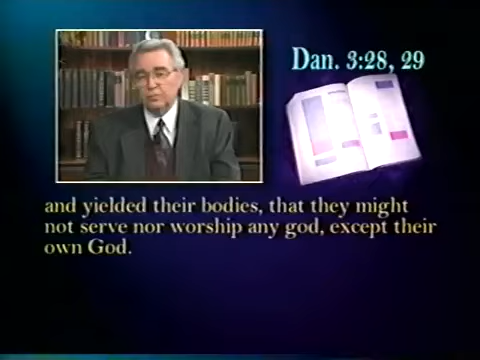 Dan. 3:28, 29
and yielded their bodies, that they might
not serve nor worship any god, except their
own God.